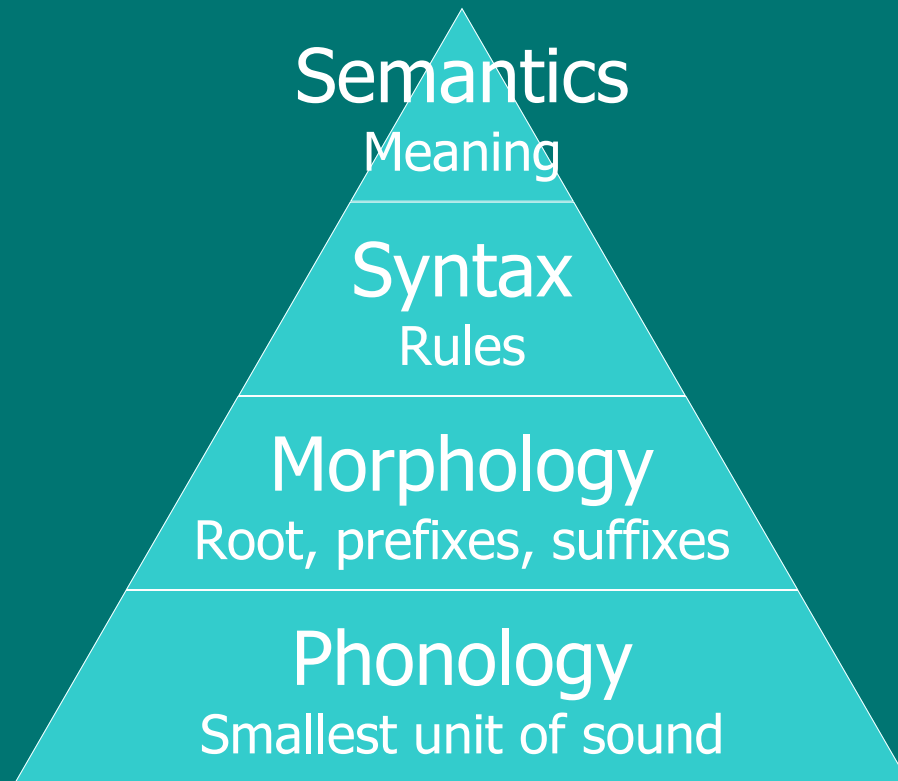 Semantics
Meaning
Syntax
Rules
Morphology
Root, prefixes, suffixes
Phonology
Smallest unit of sound